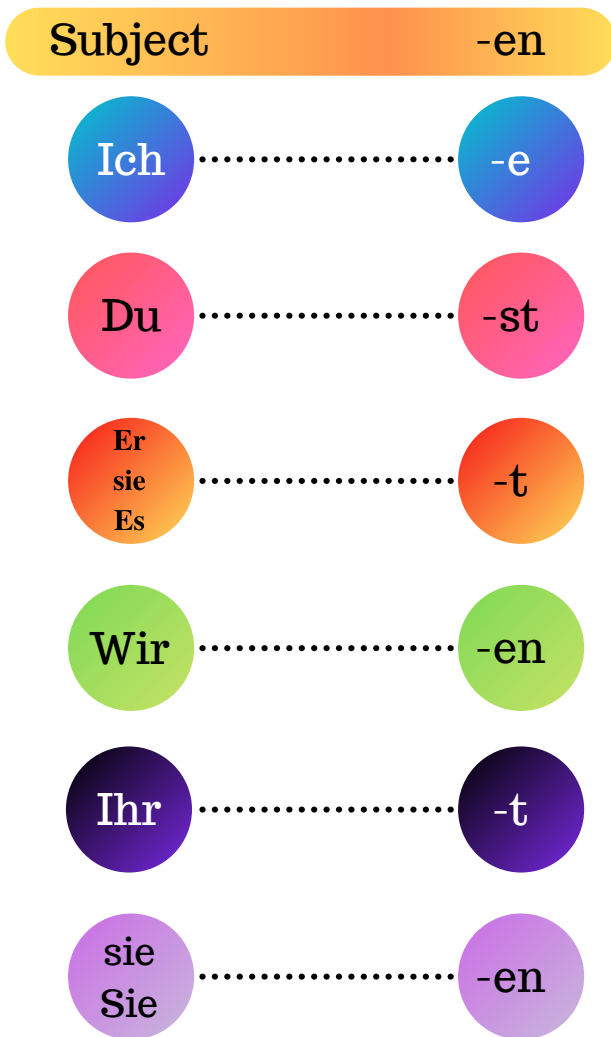 Subject -en
Ich -e
Du -st
Er
sie -t
Es
Wir -en
Ihr -t
sie
Sie -en